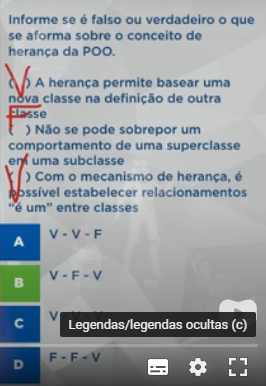 Informe se é falso ou verdadeiro o que
se aforma sobre o conceito de
herança da POO.
V
( ) A herança permite basear uma
nova classe na definição de outra
classe
F
( ) Não se pode sobrepor um
comportamento de uma superclasse
em uma subclasse
V
( ) Com o mecanismo de herança, é
possível estabelecer relacionamentos
"é um" entre classes
A V - V - F
B V - F - V
C
Legendas/legendas ocultas (c)
D F - F - V